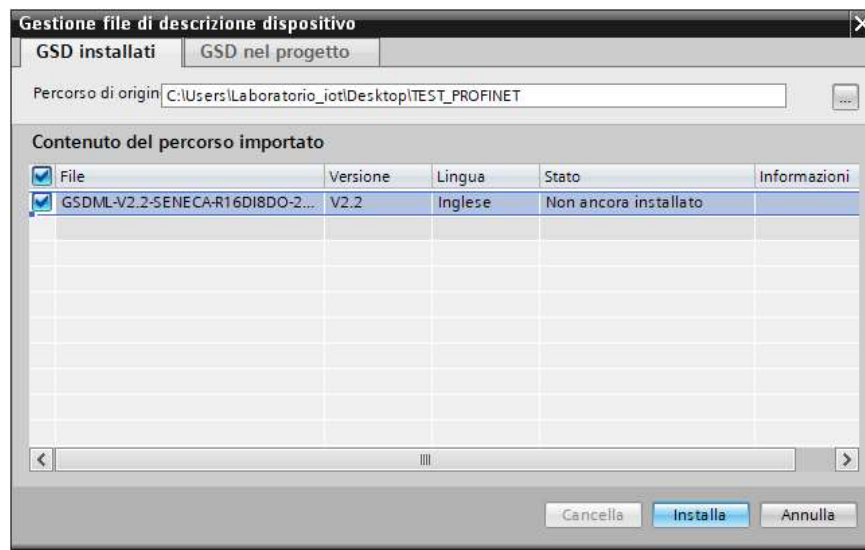 Gestione file di descrizione dispositivo
GSD installati GSD nel progetto
Percorso di origin C:\Users\Laboratorio_iot\Desktop\TEST_PROFINET ...
Contenuto del percorso importato
File Versione Lingua Stato Informazioni
GSDML-V2.2-SENECA-R16DI8DO-2... V2.2 Inglese Non ancora installato
Cancella Installa Annulla